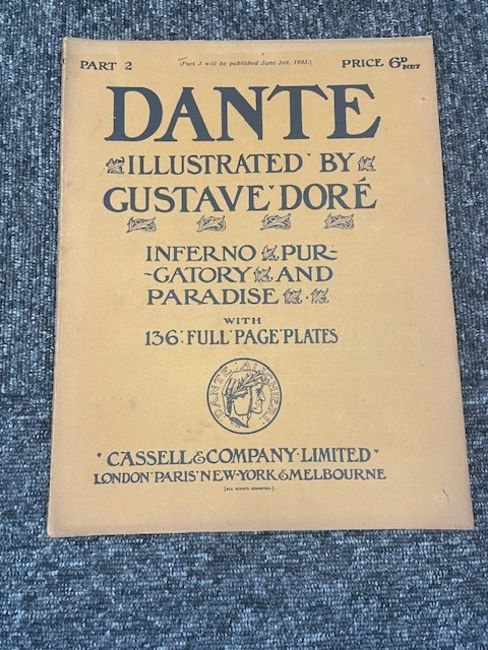 PART 2
(Part 3 will be published June 3rd, 1903.)
PRICE 6D NET
DANTE
ILLUSTRATED BY
GUSTAVE DORÉ
INFERNO PUR-
-GATORY AND
PARADISE
WITH
136 FULL PAGE PLATES
DANTE ALIGHIERI
CASSELL & COMPANY LIMITED
LONDON PARIS NEW-YORK & MELBOURNE
(ALL RIGHTS RESERVED.)